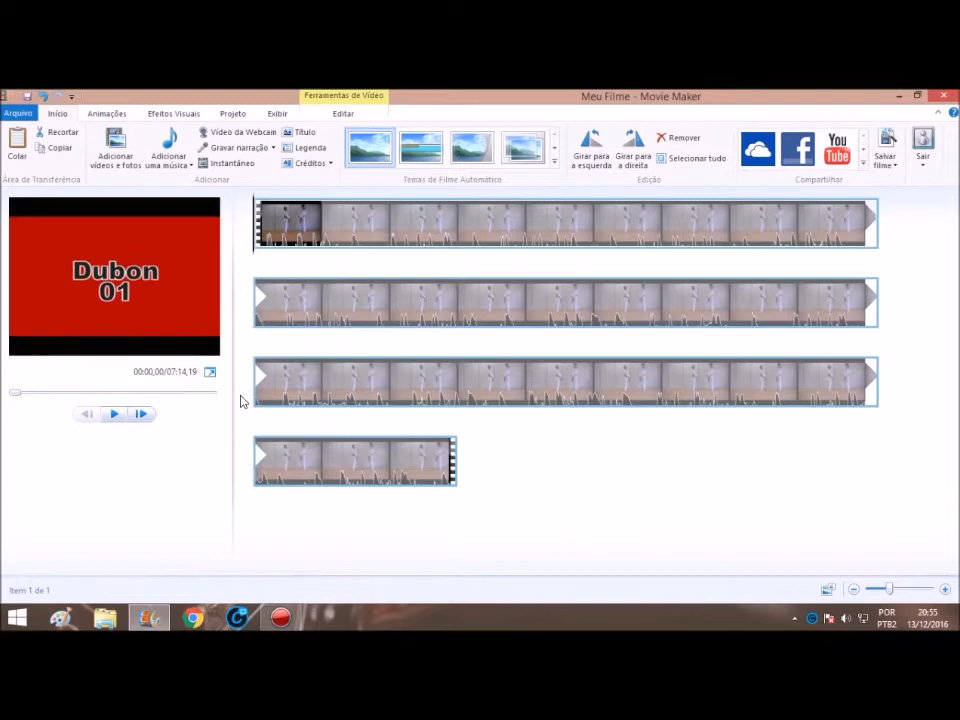 Ferramentas de Vídeo
Meu Filme - Movie Maker
Arquivo Início Animações Efeitos Visuais Projeto Exibir Editar
Colar
Recortar
Copiar
Área de Transferência
Adicionar
vídeos e fotos
Adicionar
uma música
Vídeo da Webcam
Gravar narração
Instantâneo
Título
Legenda
Créditos
Adicionar
Temas de Filme Automático
Girar para
a esquerda
Girar para
a direita
Remover
Selecionar tudo
Edição
You
Tube
Compartilhar
Salvar
filme
Sair
Dubon
01
00:00,00/07:14,19
Item 1 de 1
POR
PTB2
20:55
13/12/2016